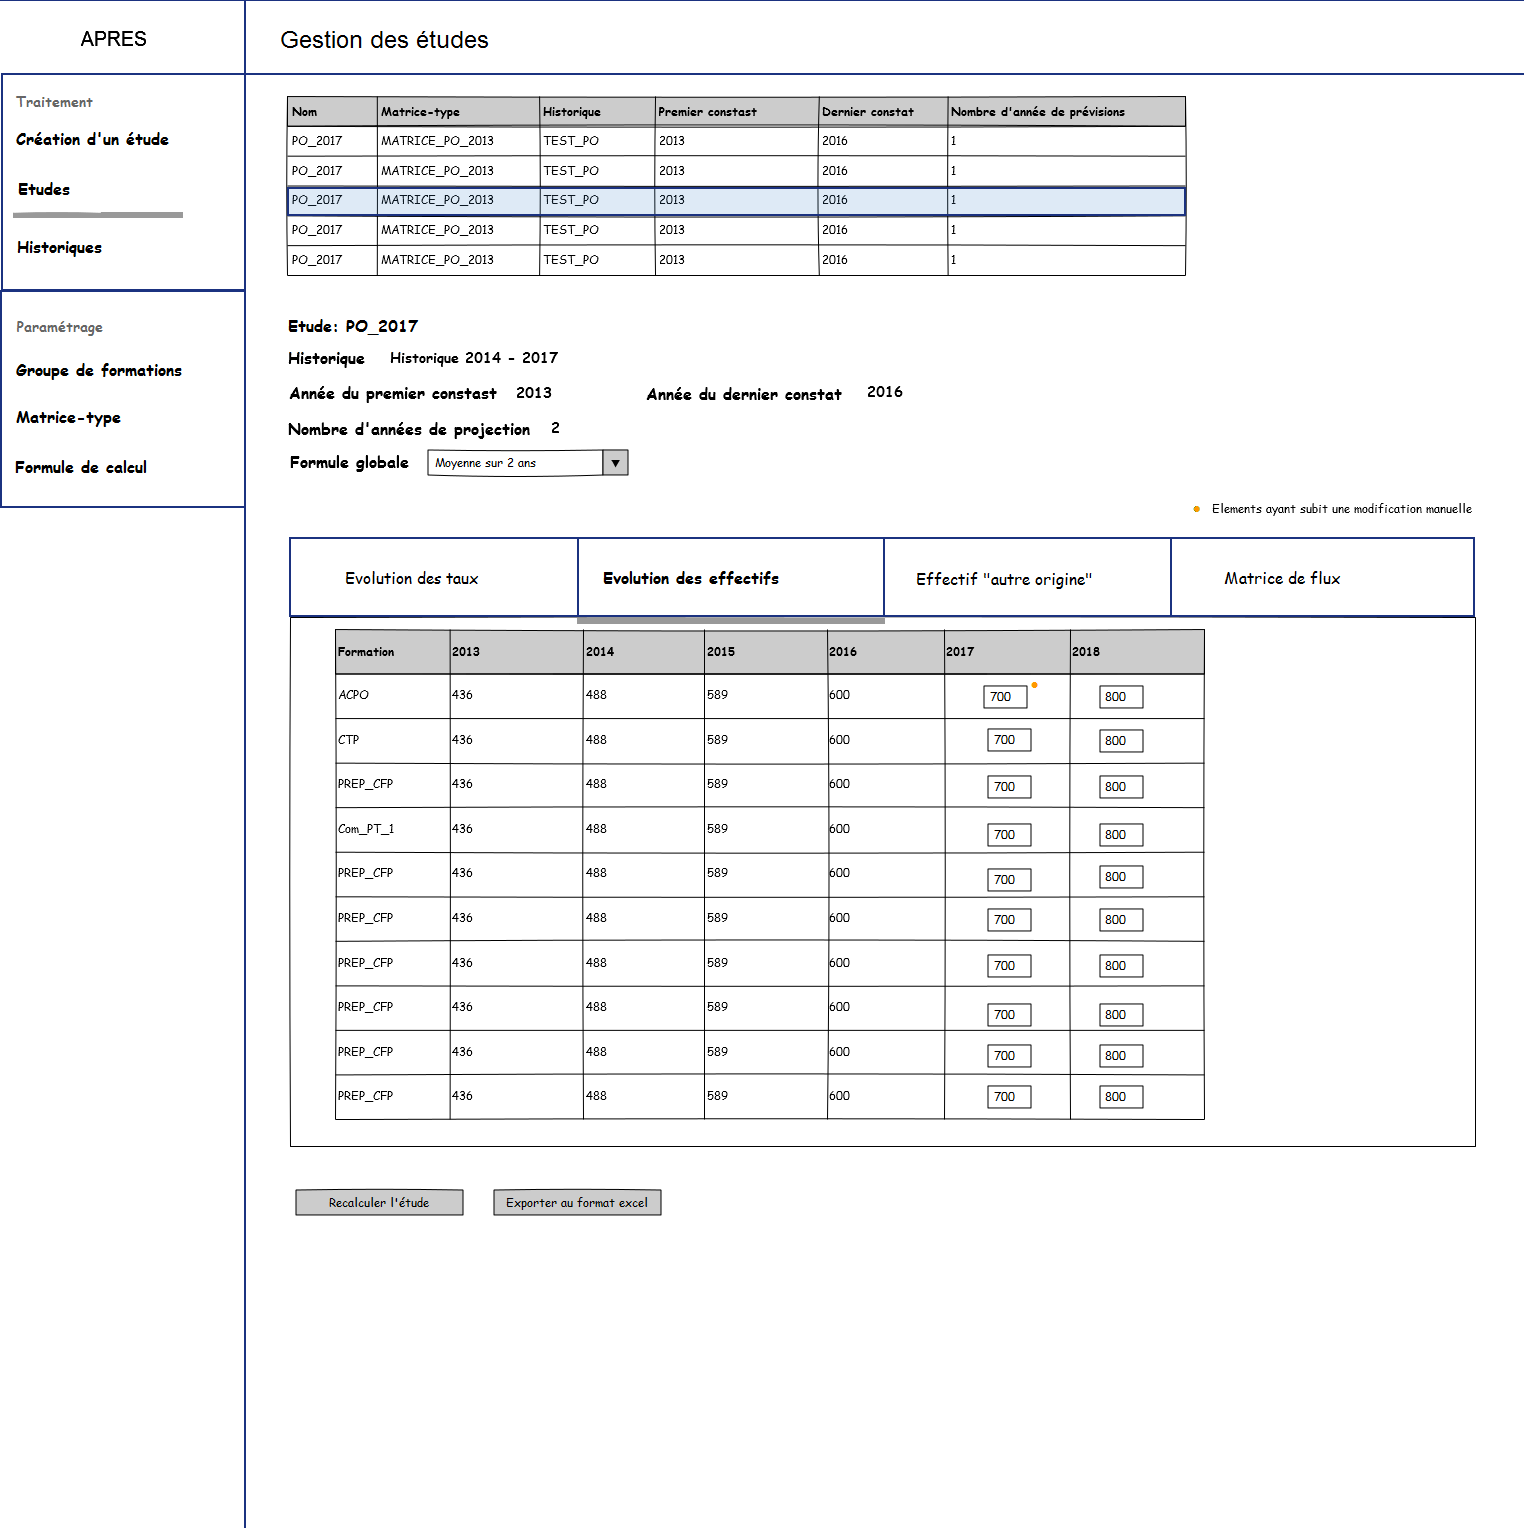 APRES
Gestion des études
Traitement
Création d'un étude
Etudes
Historiques
Paramétrage
Groupe de formations
Matrice-type
Formule de calcul
Nom Matrice-type Historique Premier constast Dernier constat Nombre d'année de prévisions
PO_2017 MATRICE_PO_2013 TEST_PO 2013 2016 1
PO_2017 MATRICE_PO_2013 TEST_PO 2013 2016 1
PO_2017 MATRICE_PO_2013 TEST_PO 2013 2016 1
PO_2017 MATRICE_PO_2013 TEST_PO 2013 2016 1
PO_2017 MATRICE_PO_2013 TEST_PO 2013 2016 1
Etude: PO_2017
Historique Historique 2014 - 2017
Année du premier constast 2013 Année du dernier constat 2016
Nombre d'années de projection 2
Formule globale Moyenne sur 2 ans
Elements ayant subit une modification manuelle
Evolution des taux Evolution des effectifs Effectif "autre origine" Matrice de flux
Formation 2013 2014 2015 2016 2017 2018
ACPO 436 488 589 600 700 800
CTP 436 488 589 600 700 800
PREP_CFP 436 488 589 600 700 800
Com_PT_1 436 488 589 600 700 800
PREP_CFP 436 488 589 600 700 800
PREP_CFP 436 488 589 600 700 800
PREP_CFP 436 488 589 600 700 800
PREP_CFP 436 488 589 600 700 800
PREP_CFP 436 488 589 600 700 800
PREP_CFP 436 488 589 600 700 800
Recalculer l'étude Exporter au format excel